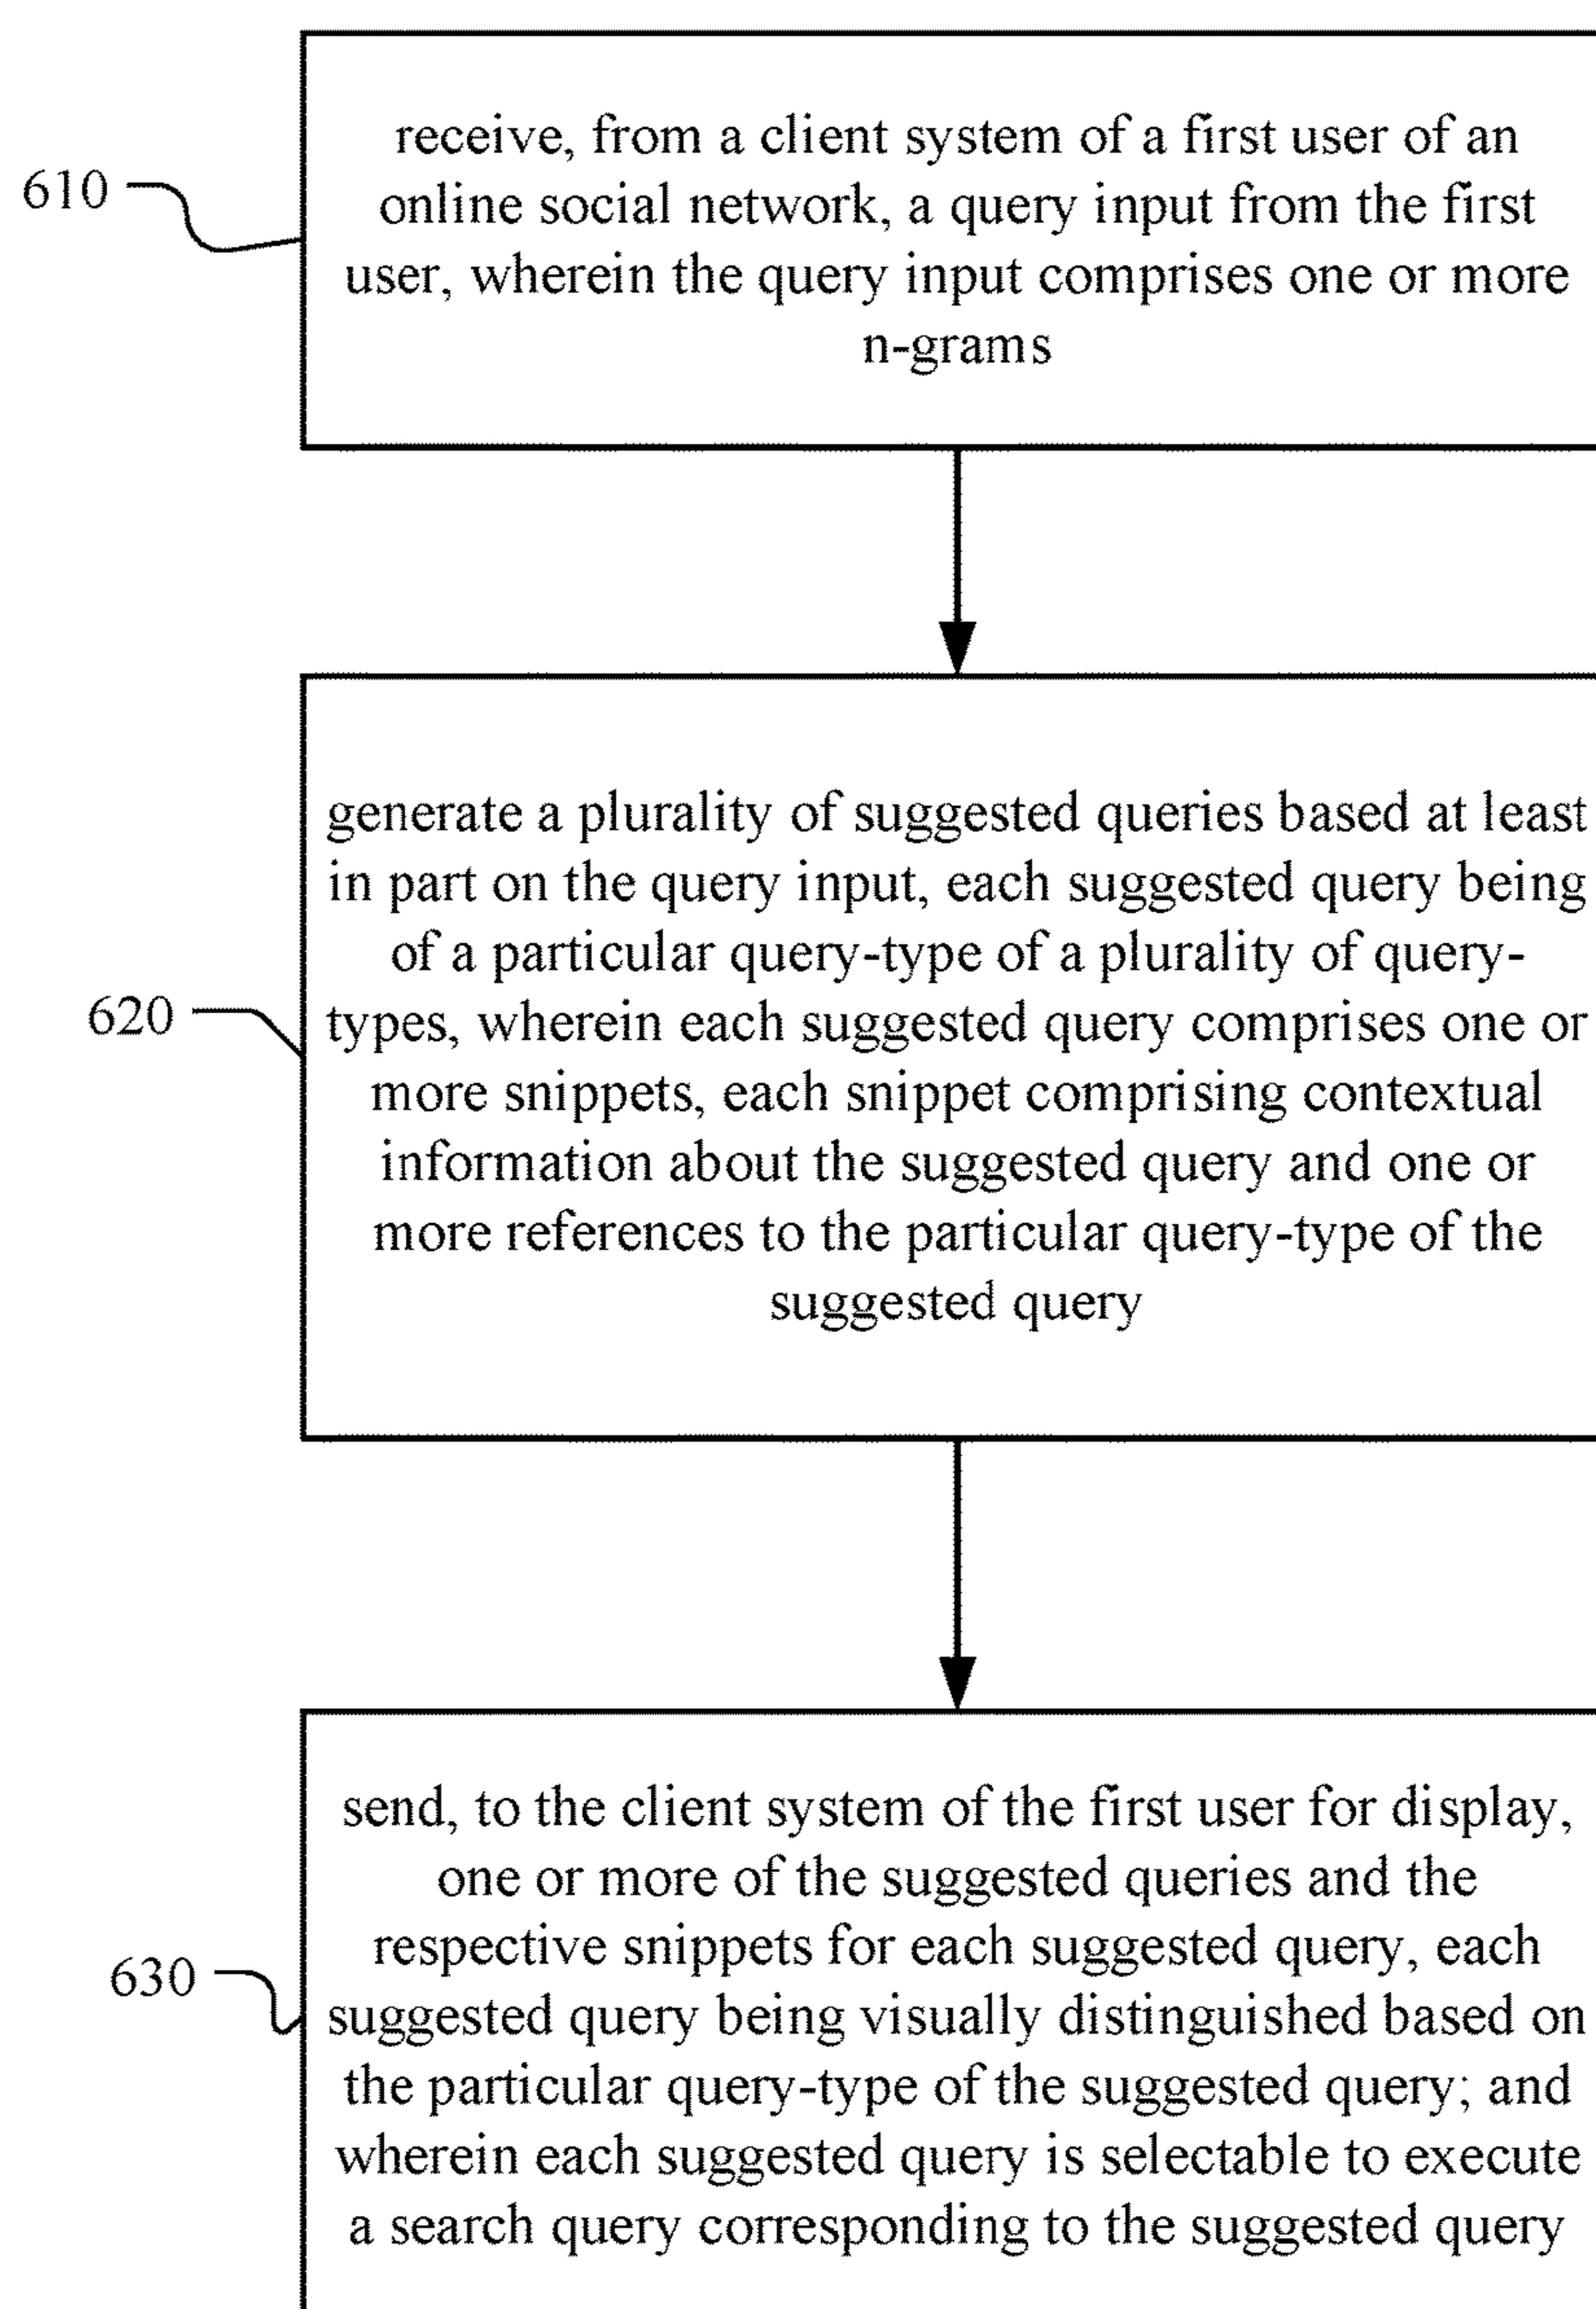 receive, from a client system of a first user of an
online social network, a query input from the first
user, wherein the query input comprises one or more
n-grams
610
generate a plurality of suggested queries based at least
in part on the query input, each suggested query being
of a particular query-type of a plurality of query-
types, wherein each suggested query comprises one or
more snippets, each snippet comprising contextual
information about the suggested query and one or
more references to the particular query-type of the
suggested query
620
send, to the client system of the first user for display,
one or more of the suggested queries and the
respective snippets for each suggested query, each
suggested query being visually distinguished based on
the particular query-type of the suggested query; and
wherein each suggested query is selectable to execute
a search query corresponding to the suggested query
630